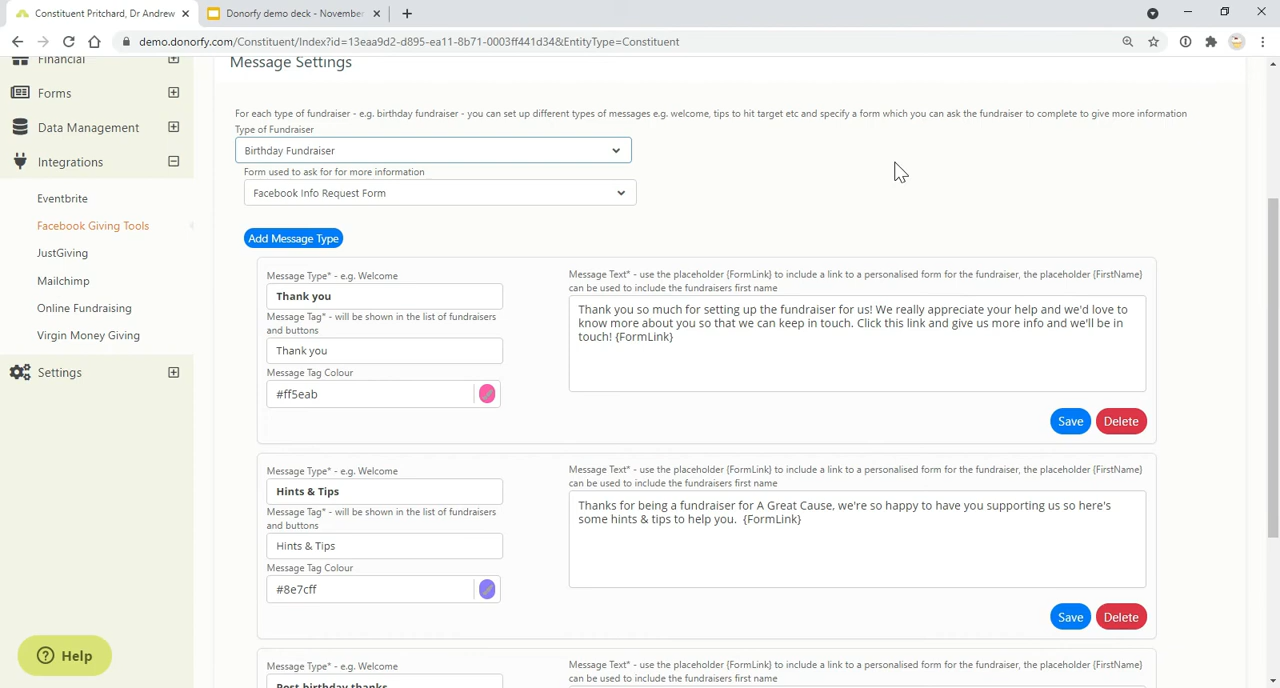 Constituent Pritchard, Dr Andrew
Donorfy demo deck - November
demo.donorfy.com/Constituent/Index?id=13eaa9d2-d895-ea11-8b71-0003ff441d34&EntityType=Constituent
Financial
Forms
Data Management
Integrations
Eventbrite
Facebook Giving Tools
JustGiving
Mailchimp
Online Fundraising
Virgin Money Giving
Settings
Help
Message Settings
For each type of fundraiser - e.g. birthday fundraiser - you can set up different types of messages e.g. welcome, tips to hit target etc and specify a form which you can ask the fundraiser to complete to give more information
Type of Fundraiser
Birthday Fundraiser
Form used to ask for for more information
Facebook Info Request Form
Add Message Type
Message Type* - e.g. Welcome
Thank you
Message Tag* - will be shown in the list of fundraisers
and buttons
Thank you
Message Tag Colour
#ff5eab
Message Text* - use the placeholder {FormLink} to include a link to a personalised form for the fundraiser, the placeholder {FirstName}
can be used to include the fundraisers first name
Thank you so much for setting up the fundraiser for us! We really appreciate your help and we'd love to
know more about you so that we can keep in touch. Click this link and give us more info and we'll be in
touch! {FormLink}
Save
Delete
Message Type* - e.g. Welcome
Hints & Tips
Message Tag* - will be shown in the list of fundraisers
and buttons
Hints & Tips
Message Tag Colour
#8e7cff
Message Text* - use the placeholder {FormLink} to include a link to a personalised form for the fundraiser, the placeholder {FirstName}
can be used to include the fundraisers first name
Thanks for being a fundraiser for A Great Cause, we're so happy to have you supporting us so here's
some hints & tips to help you. {FormLink}
Save
Delete
Message Type* - e.g. Welcome
Post birthday thanks
Message Text* - use the placeholder {FormLink} to include a link to a personalised form for the fundraiser, the placeholder {FirstName}
can be used to include the fundraisers first name